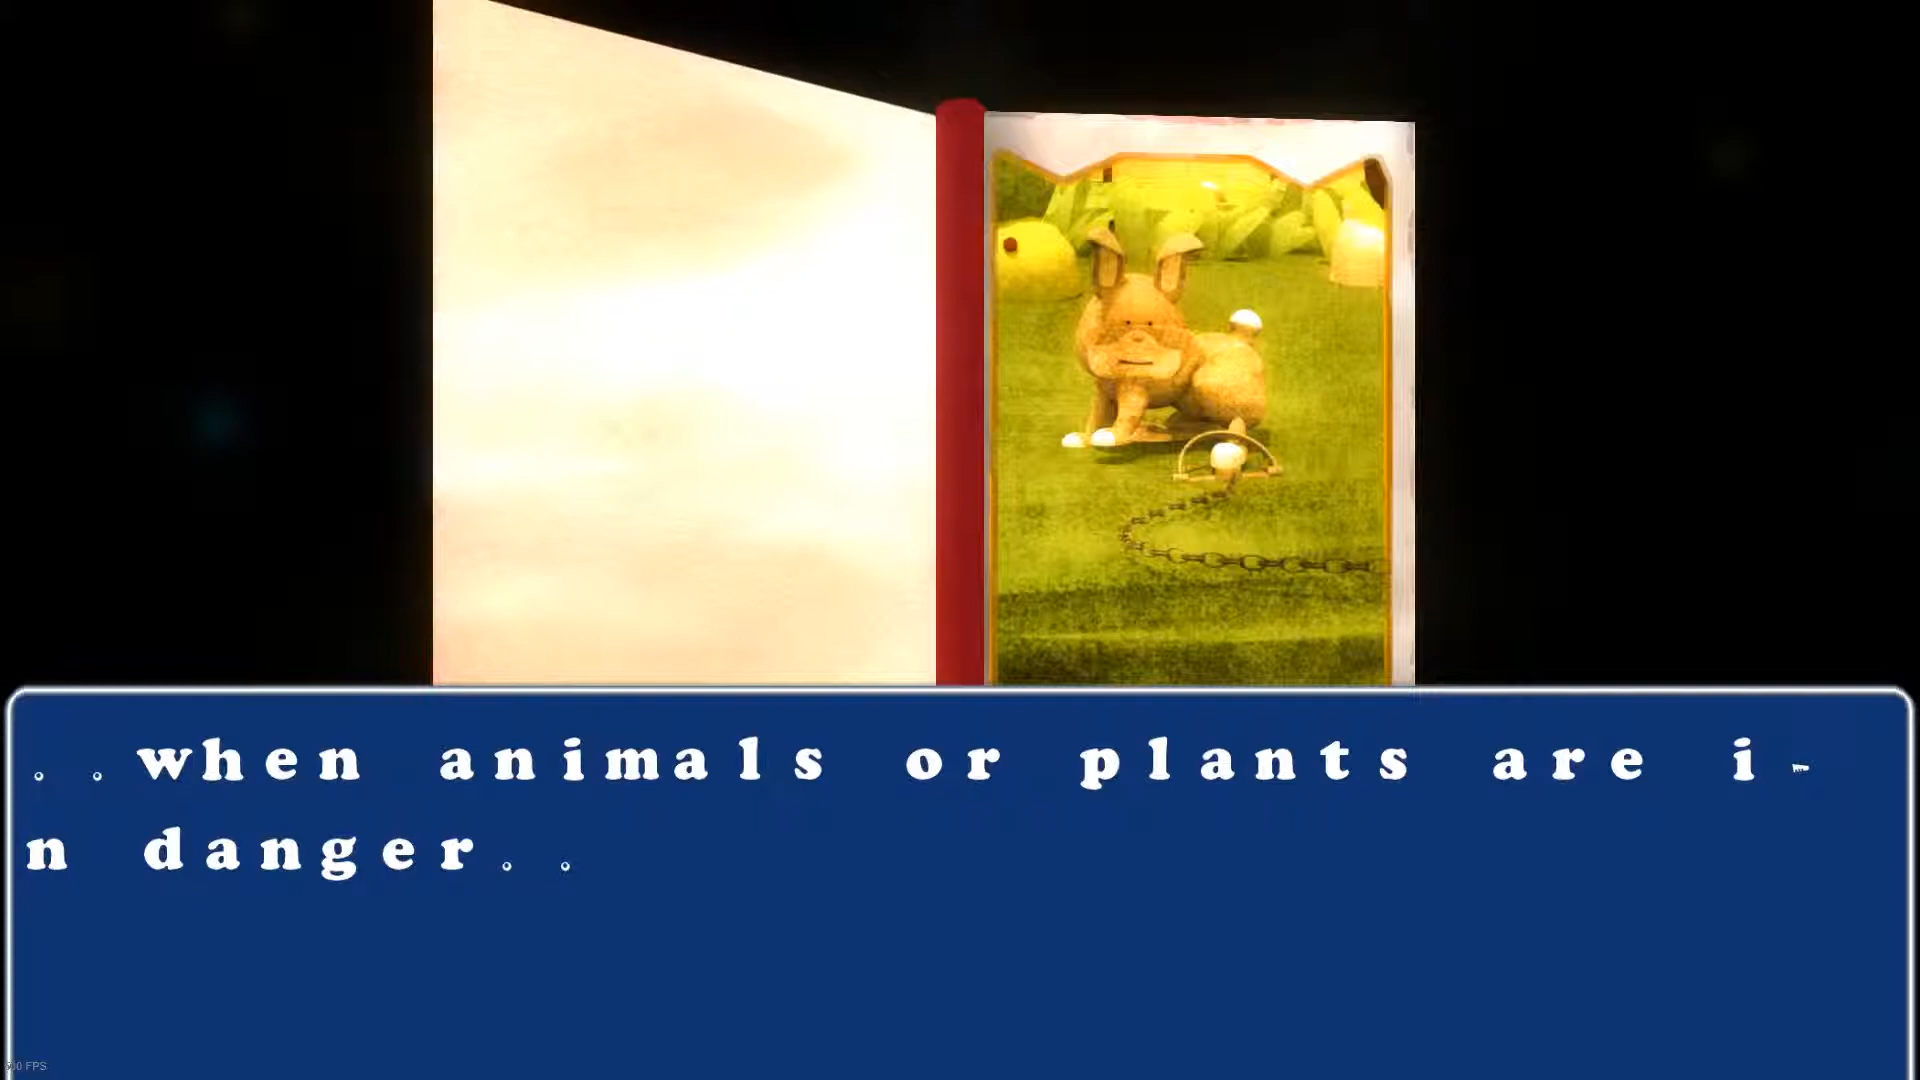 ..when animals or plants are i-
n danger..